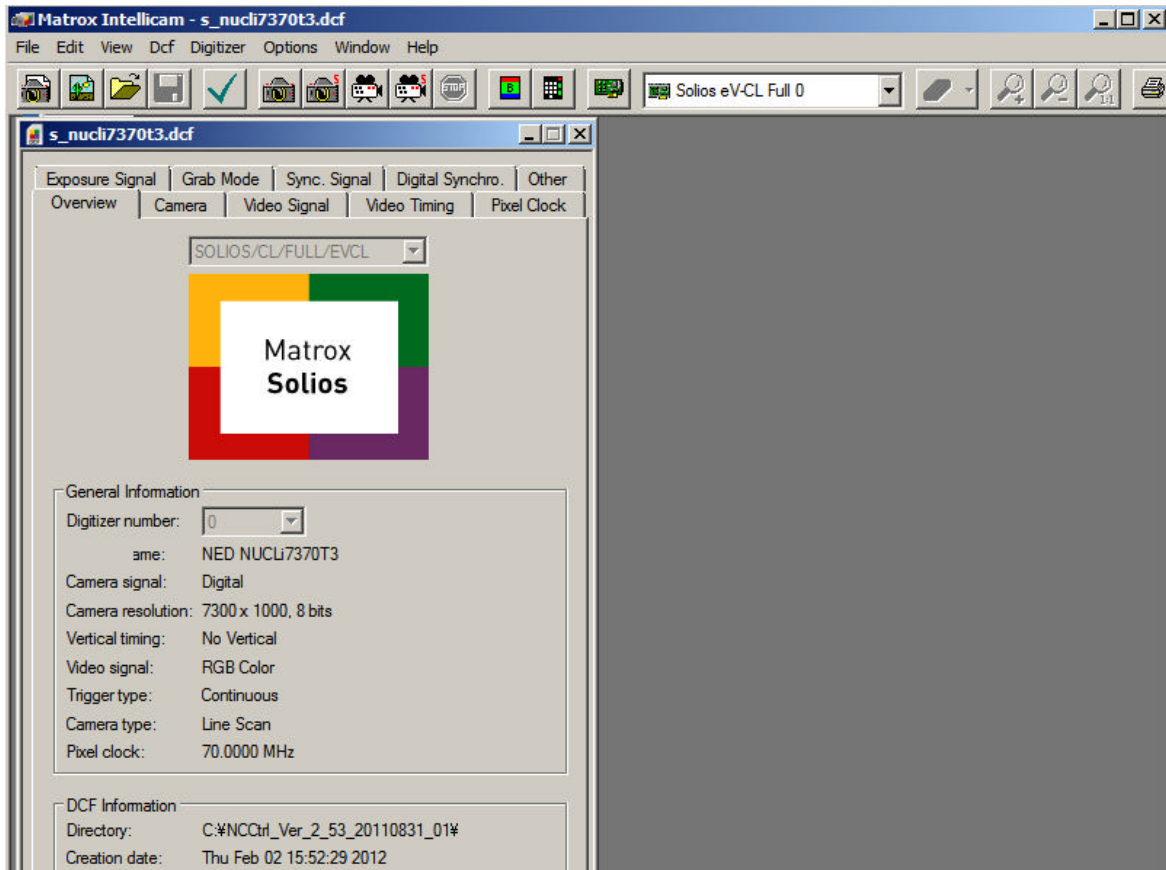 Matrox Intellicam - s_nucli7370t3.dcf
File Edit View Dcf Digitizer Options Window Help
S S STOP B Solios eV-CL Full 0 1:1
s_nucli7370t3.dcf
Exposure Signal Grab Mode Sync. Signal Digital Synchro. Other
Overview Camera Video Signal Video Timing Pixel Clock
SOLIOS/CL/FULL/EVCL
Matrox
Solios
General Information
Digitizer number: 0
ame: NED NUCLi7370T3
Camera signal: Digital
Camera resolution: 7300 x 1000, 8 bits
Vertical timing: No Vertical
Video signal: RGB Color
Trigger type: Continuous
Camera type: Line Scan
Pixel clock: 70.0000 MHz
DCF Information
Directory: C:¥NCCtrl_Ver_2_53_20110831_01¥
Creation date: Thu Feb 02 15:52:29 2012